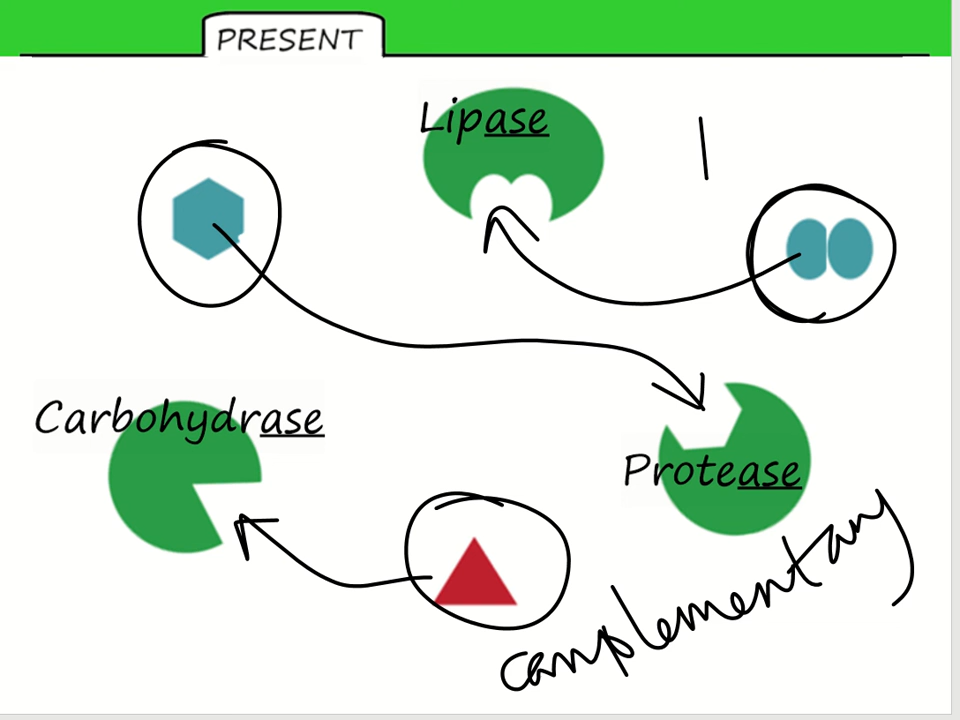 PRESENT
Lipase
Carbohydrase
Protease
complementary